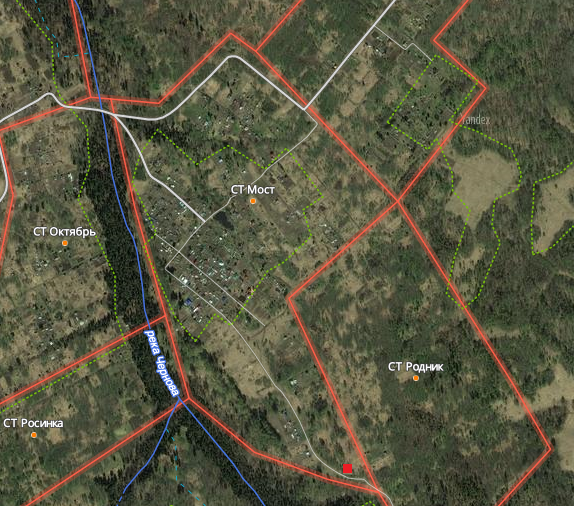 Yandex
СТ Мост
СТ Октябрь
река Чернова
СТ Родник
СТ Росинка